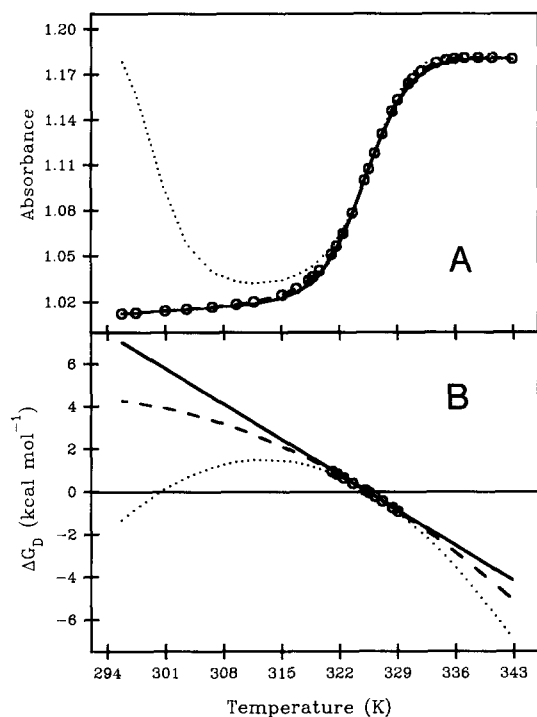 1.20
1.17
1.14
1.11
1.08
1.05
1.02
Absorbance
A
6
4
2
0
-2
-4
-6
ΔG_D (kcal mol⁻¹)
B
294 301 308 315 322 329 336 343
Temperature (K)